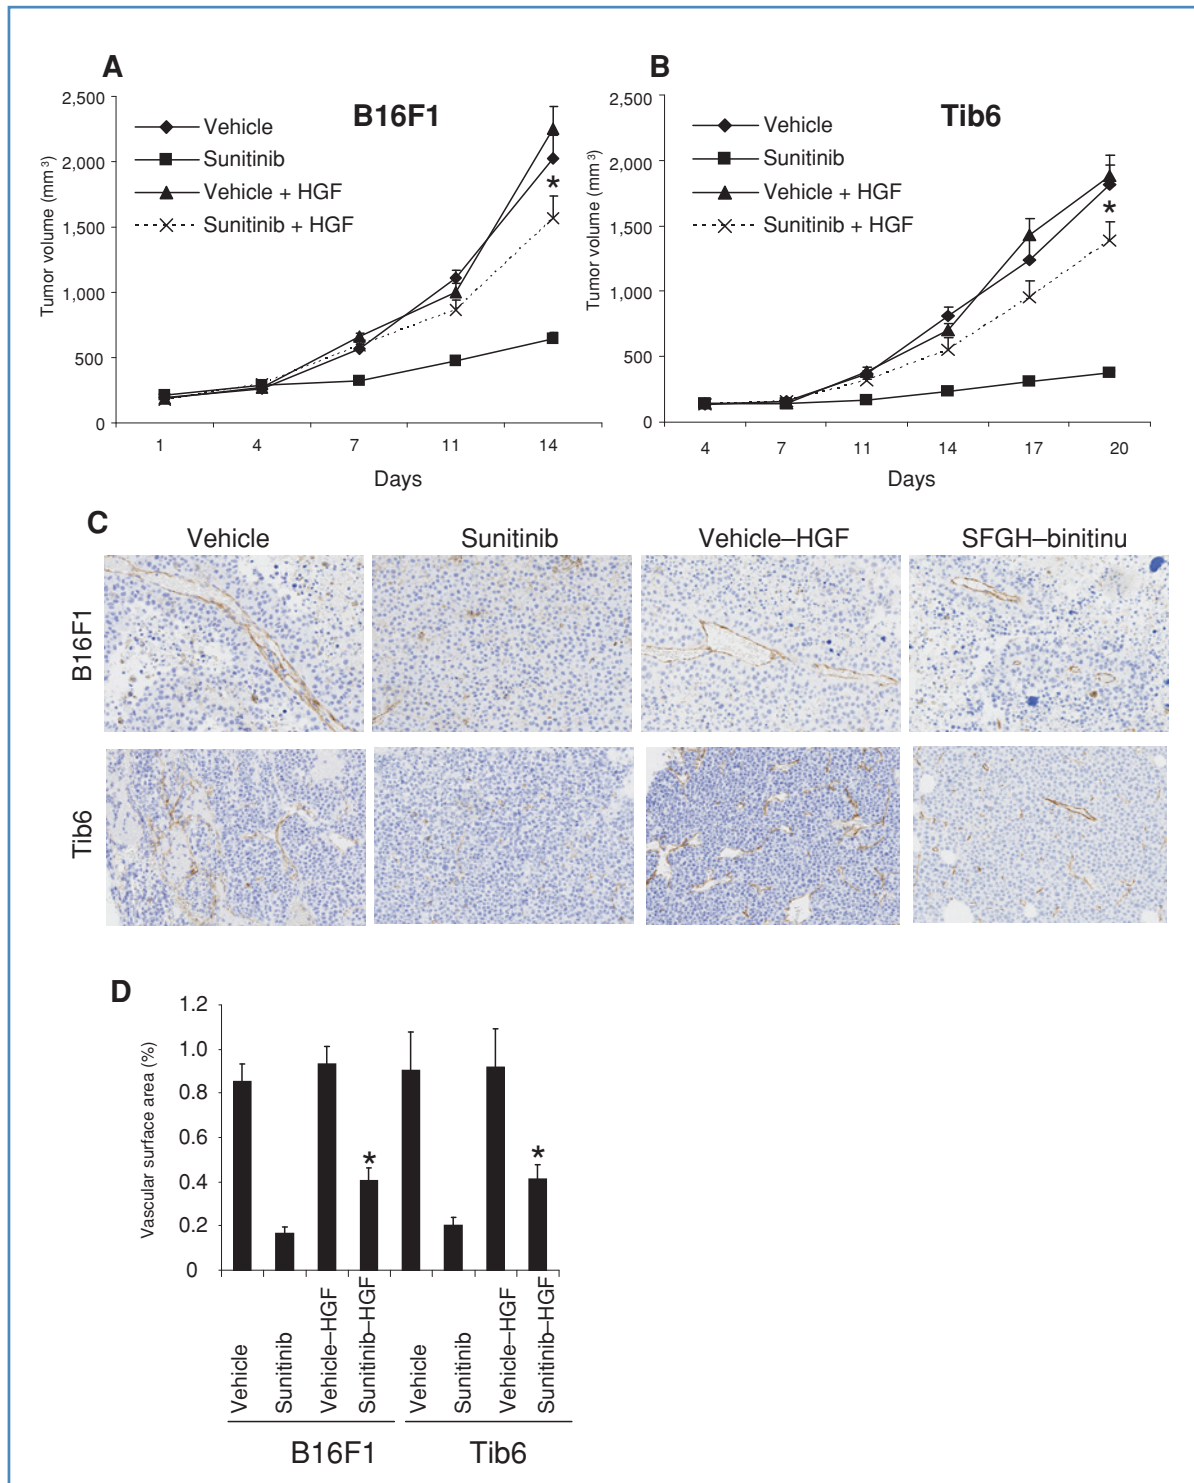 A
B16F1
2,500
2,000
1,500
1,000
500
0
Tumor volume (mm³)
Vehicle
Sunitinib
Vehicle + HGF
Sunitinib + HGF
*
1 4 7 11 14
Days
B
Tib6
2,500
2,000
1,500
1,000
500
0
Tumor volume (mm³)
Vehicle
Sunitinib
Vehicle + HGF
Sunitinib + HGF
*
4 7 11 14 17 20
Days
C
Vehicle Sunitinib Vehicle–HGF SFGH–binitinu
B16F1
Tib6
D
1.2
1.0
0.8
0.6
0.4
0.2
0
Vascular surface area (%)
* *
Vehicle
Sunitinib
Vehicle–HGF
Sunitinib–HGF
Vehicle
Sunitinib
Vehicle–HGF
Sunitinib–HGF
B16F1 Tib6